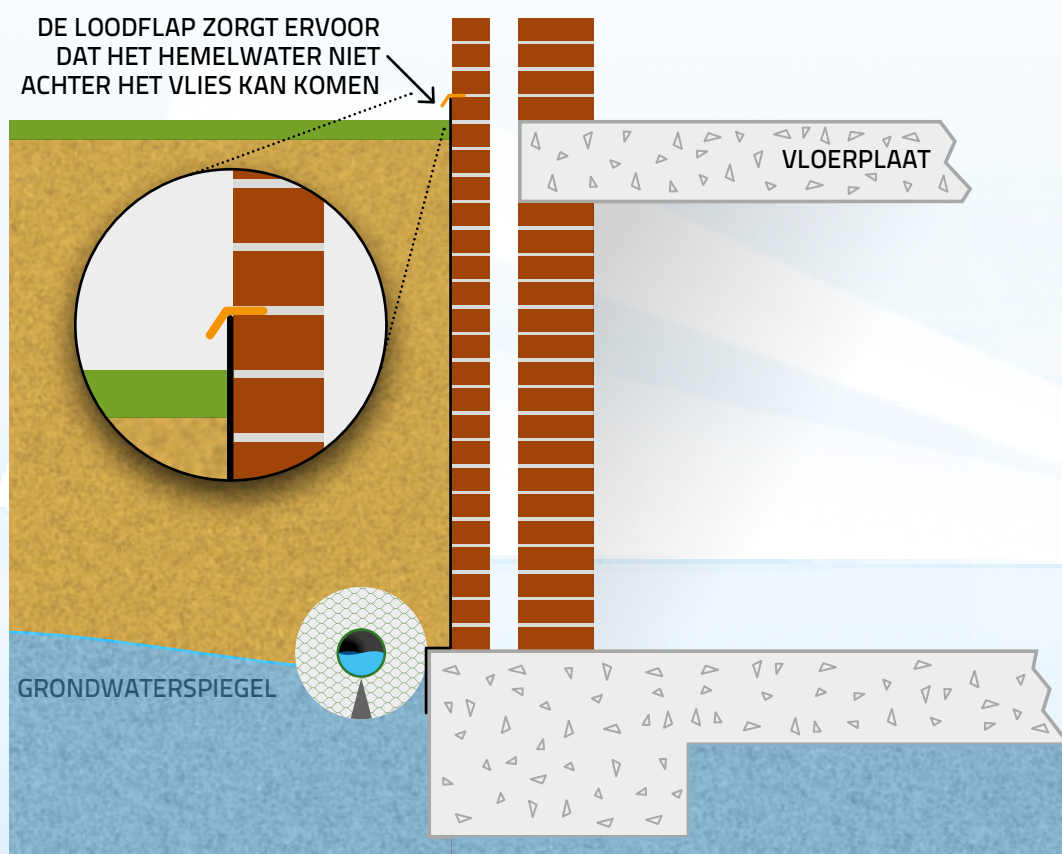 DE LOODFLAP ZORGT ERVOOR
DAT HET HEMELWATER NIET
ACHTER HET VLIES KAN KOMEN
VLOERPLAAT
GRONDWATERSPIEGEL